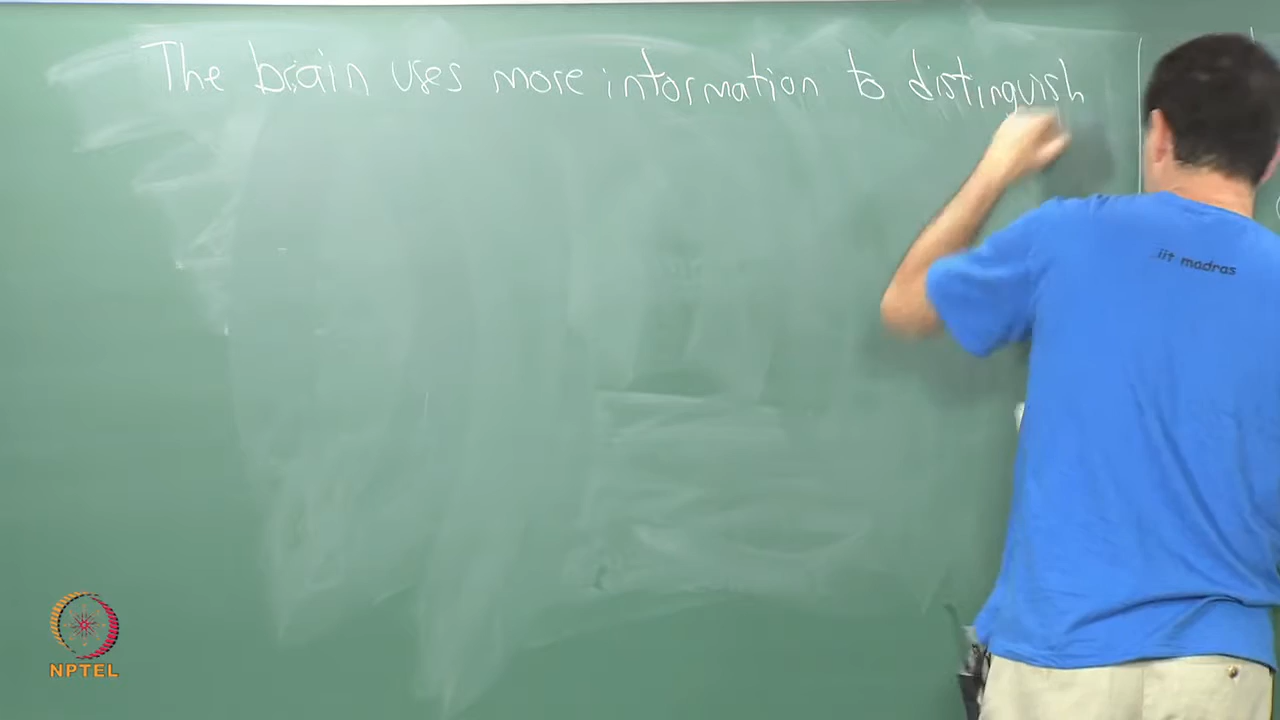 The brain uses more information to distinguish
iit madras
NPTEL